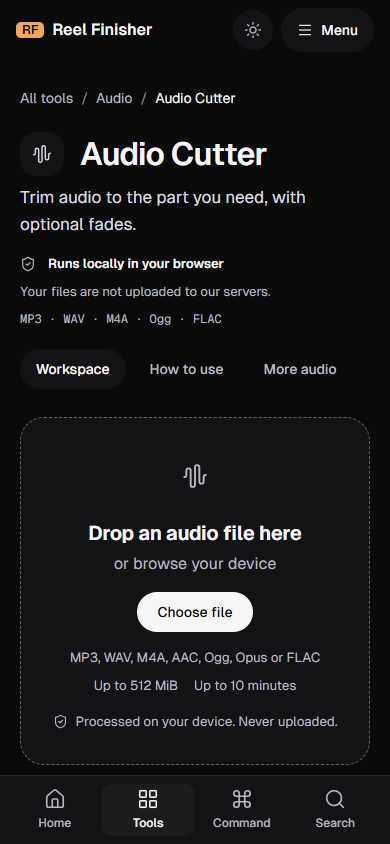 RF Reel Finisher Menu
All tools / Audio / Audio Cutter
Audio Cutter
Trim audio to the part you need, with
optional fades.
Runs locally in your browser
Your files are not uploaded to our servers.
MP3 · WAV · M4A · Ogg · FLAC
Workspace How to use More audio
Drop an audio file here
or browse your device
Choose file
MP3, WAV, M4A, AAC, Ogg, Opus or FLAC
Up to 512 MiB Up to 10 minutes
Processed on your device. Never uploaded.
Home Tools Command Search